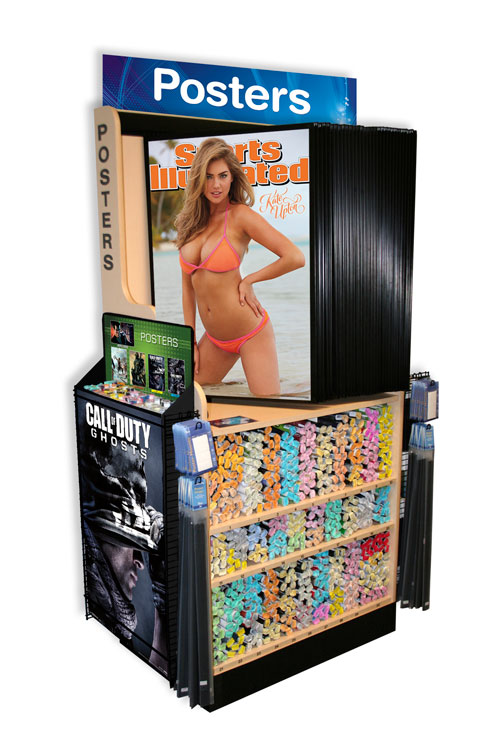 Posters
POSTERS
Sports
Illustrated
Kate
Upton
POSTERS
CALL OF DUTY
GHOSTS